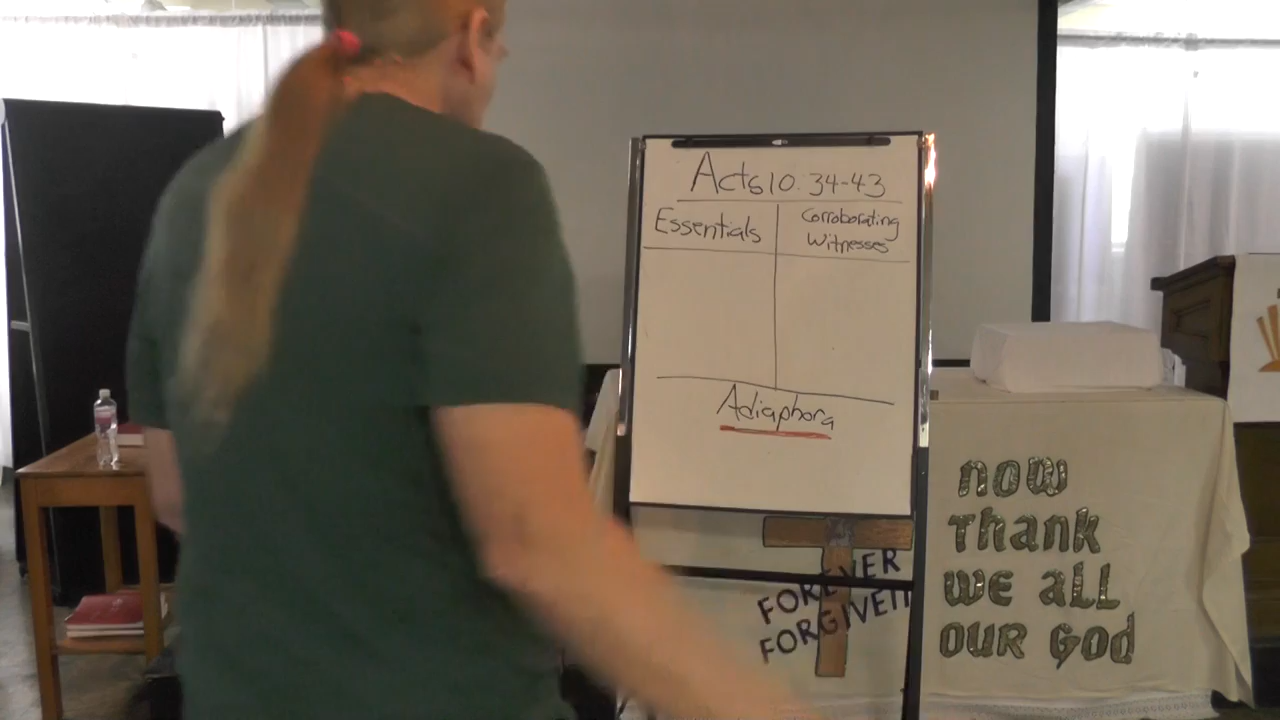 Acts 10:34-43
Essentials
Corroborating
Witnesses
Adiaphora
FOREVER
FORGIVEN
now
Thank
we all
our God